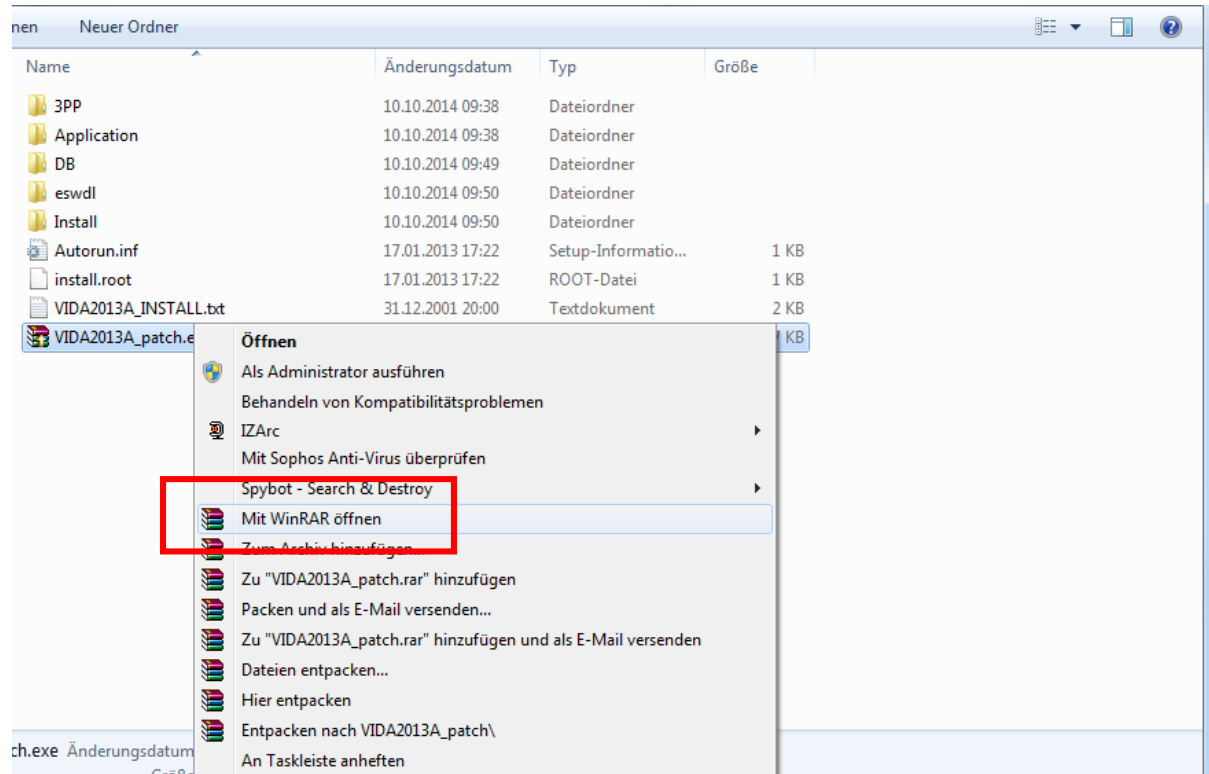 nen Neuer Ordner
Name Änderungsdatum Typ Größe
3PP 10.10.2014 09:38 Dateiordner
Application 10.10.2014 09:38 Dateiordner
DB 10.10.2014 09:49 Dateiordner
eswdl 10.10.2014 09:50 Dateiordner
Install 10.10.2014 09:50 Dateiordner
Autorun.inf 17.01.2013 17:22 Setup-Informatio... 1 KB
install.root 17.01.2013 17:22 ROOT-Datei 1 KB
VIDA2013A_INSTALL.txt 31.12.2001 20:00 Textdokument 2 KB
VIDA2013A_patch.e KB
Öffnen
Als Administrator ausführen
Behandeln von Kompatibilitätsproblemen
IZArc
Mit Sophos Anti-Virus überprüfen
Spybot - Search & Destroy
Mit WinRAR öffnen
Zum Archiv hinzufügen...
Zu "VIDA2013A_patch.rar" hinzufügen
Packen und als E-Mail versenden...
Zu "VIDA2013A_patch.rar" hinzufügen und als E-Mail versenden
Dateien entpacken...
Hier entpacken
Entpacken nach VIDA2013A_patch\
An Taskleiste anheften
ch.exe Änderungsdatum